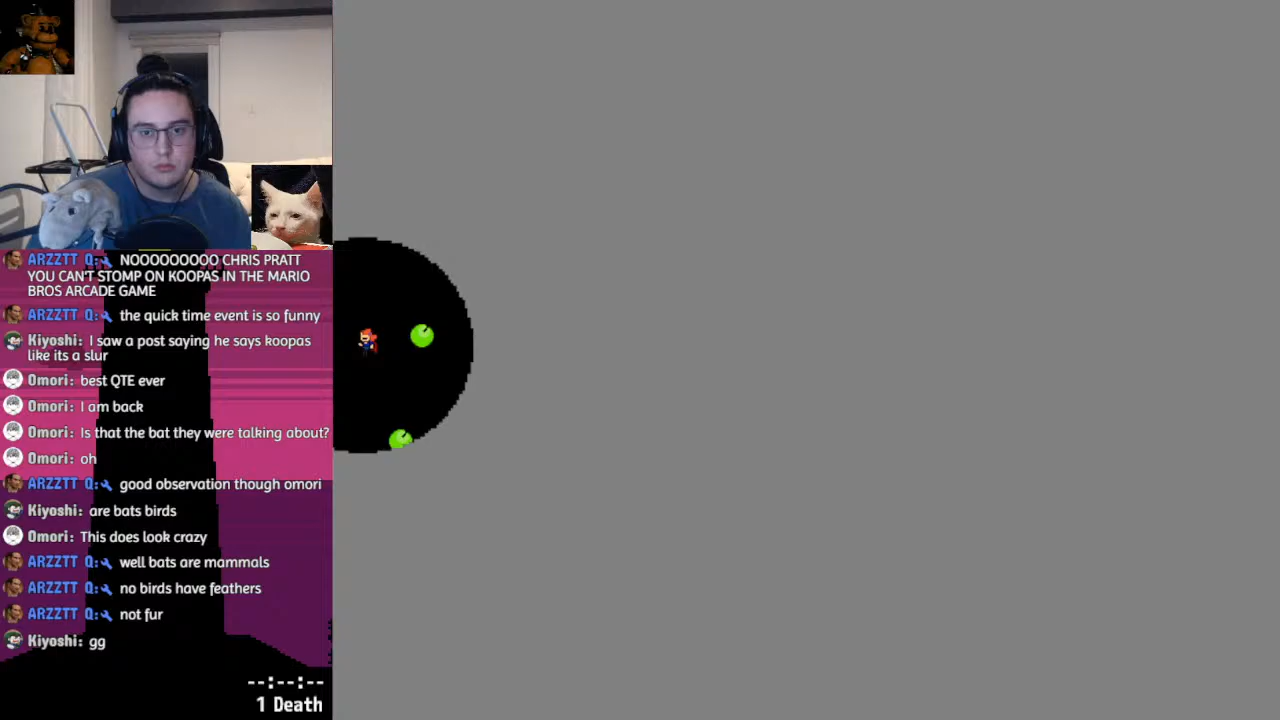 ARZZTT Q: NOOOOOOOOO CHRIS PRATT
YOU CAN'T STOMP ON KOOPAS IN THE MARIO
BROS ARCADE GAME
ARZZTT Q: the quick time event is so funny
Kiyoshi: I saw a post saying he says koopas
like its a slur
Omori: best QTE ever
Omori: I am back
Omori: Is that the bat they were talking about?
Omori: oh
ARZZTT Q: good observation though omori
Kiyoshi: are bats birds
Omori: This does look crazy
ARZZTT Q: well bats are mammals
ARZZTT Q: no birds have feathers
ARZZTT Q: not fur
Kiyoshi: gg
--:--:--
1 Death